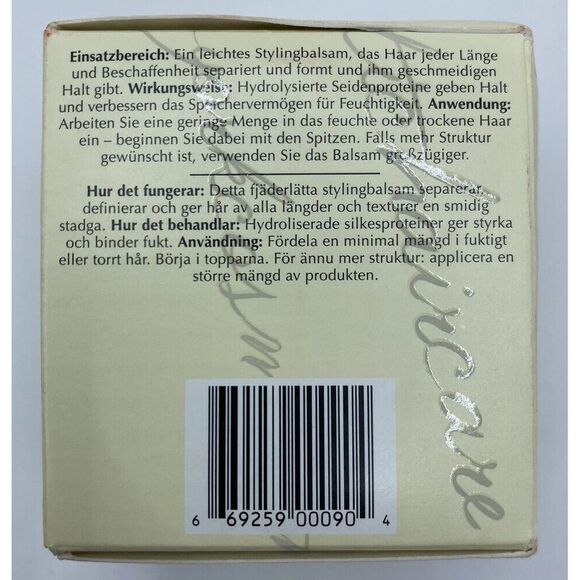 Einsatzbereich: Ein leichtes Stylingbalsam, das Haar jeder Länge
und Beschaffenheit separiert und formt und ihm geschmeidigen
Halt gibt. Wirkungsweise: Hydrolysierte Seidenproteine geben Halt
und verbessern das Speichervermögen für Feuchtigkeit. Anwendung:
Arbeiten Sie eine geringe Menge in das feuchte oder trockene Haar
ein – beginnen Sie dabei mit den Spitzen. Falls mehr Struktur
gewünscht ist, verwenden Sie das Balsam großzügiger.
Hur det fungerar: Detta fjäderlätta stylingbalsam separerar,
definierar och ger hår av alla längder och texturer en smidig
stadga. Hur det behandlar: Hydroliserade silkesproteiner ger styrka
och binder fukt. Användning: Fördela en minimal mängd i fuktigt
eller torrt hår. Börja i topparna. För ännu mer struktur: applicera en
större mängd av produkten.
haircare
6 69259 00090 4